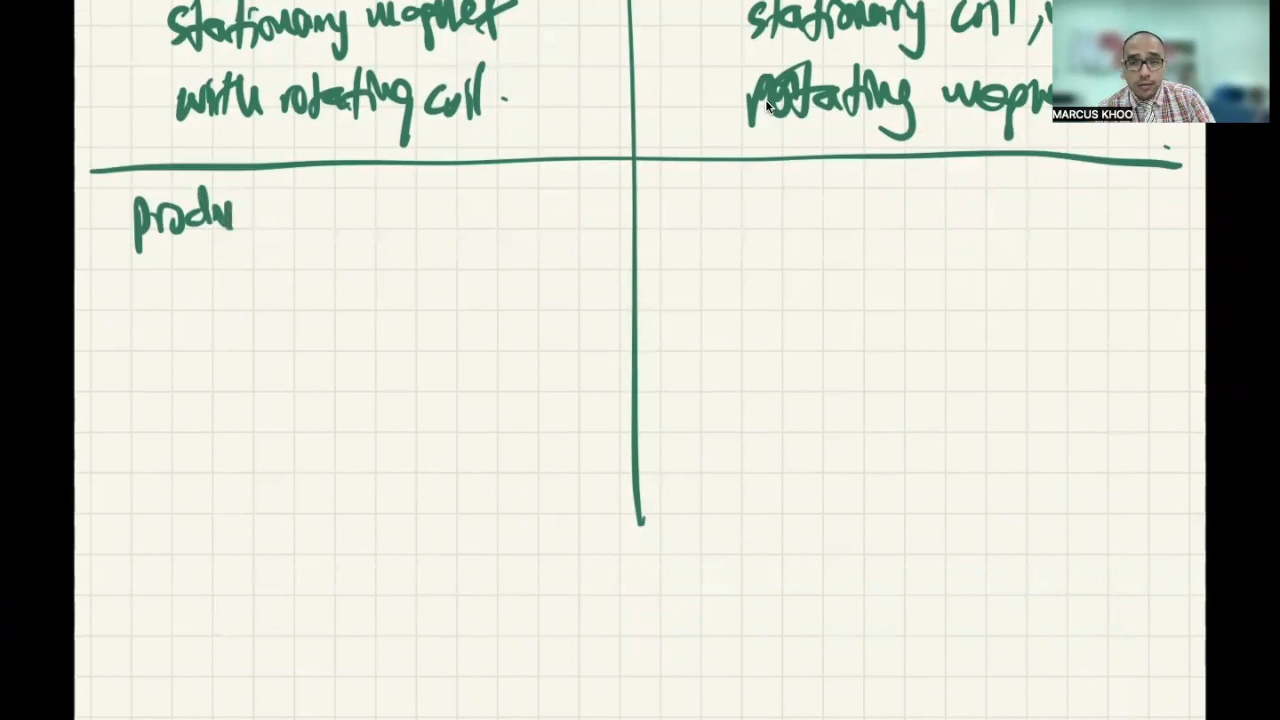 stationary magnet
with rotating coil.
stationary coil,
rotating magne
MARCUS KHOO
produ